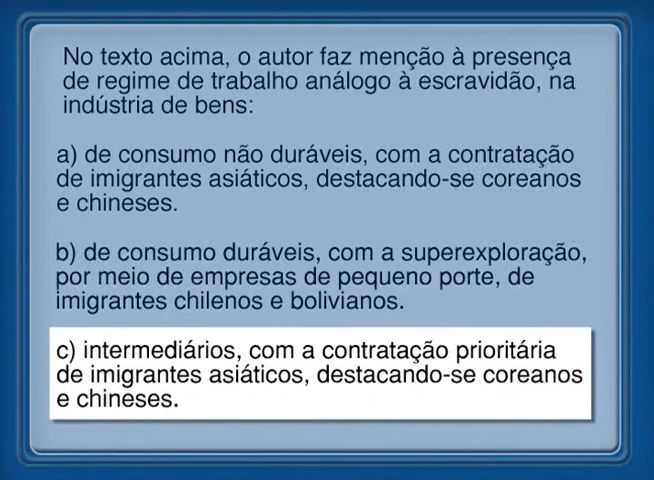 No texto acima, o autor faz menção à presença
de regime de trabalho análogo à escravidão, na
indústria de bens:
a) de consumo não duráveis, com a contratação
de imigrantes asiáticos, destacando-se coreanos
e chineses.
b) de consumo duráveis, com a superexploração,
por meio de empresas de pequeno porte, de
imigrantes chilenos e bolivianos.
c) intermediários, com a contratação prioritária
de imigrantes asiáticos, destacando-se coreanos
e chineses.